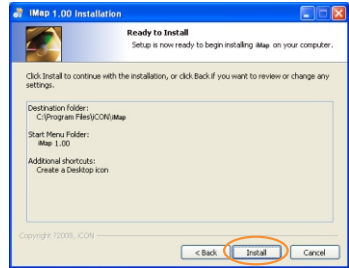 iMap 1.00 Installation
Ready to Install
Setup is now ready to begin installing iMap on your computer.
Click Install to continue with the installation, or click Back if you want to review or change any
settings.
Destination folder:
C:\Program Files\iCON\iMap
Start Menu Folder:
iMap 1.00
Additional shortcuts:
Create a Desktop icon
Copyright ?2008, iCON
< Back
Install
Cancel